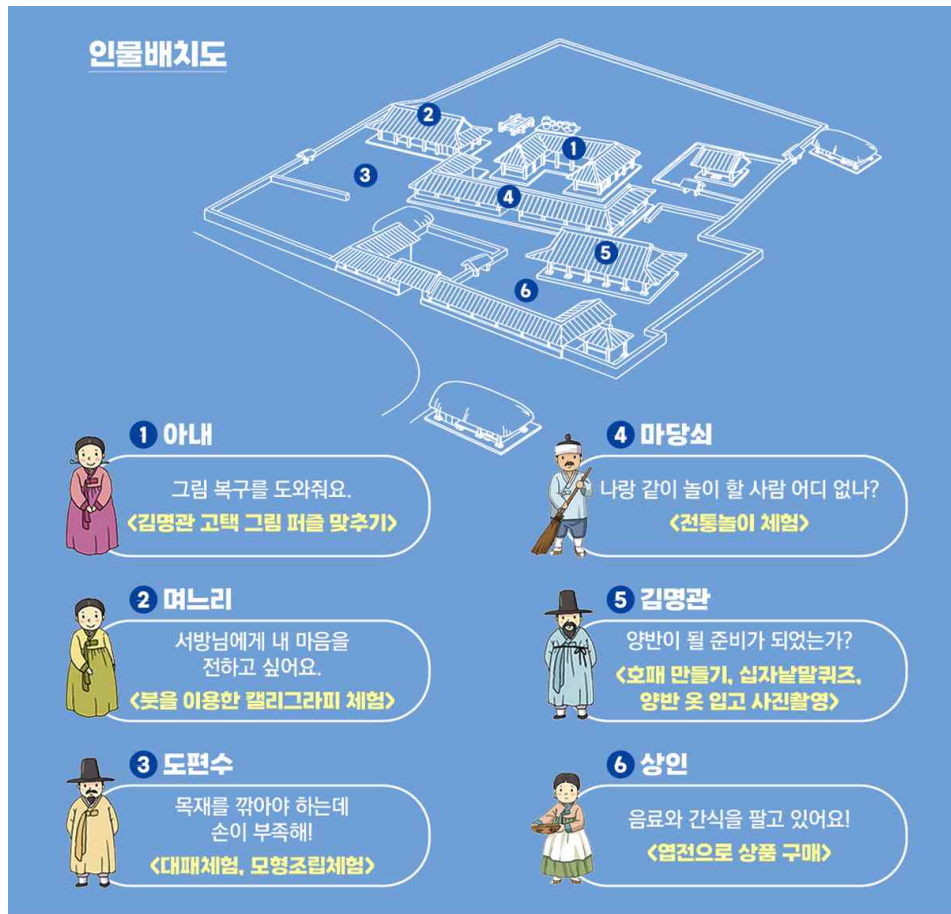 인물배치도
2
1
3
4
5
6
1 아내
그림 복구를 도와줘요.
<김명관 고택 그림 퍼즐 맞추기>
2 며느리
서방님에게 내 마음을
전하고 싶어요.
<붓을 이용한 캘리그라피 체험>
3 도편수
목재를 깎아야 하는데
손이 부족해!
<대패체험, 모형조립체험>
4 마당쇠
나랑 같이 놀이 할 사람 어디 없나?
<전통놀이 체험>
5 김명관
양반이 될 준비가 되었는가?
<호패 만들기, 십자낱말퀴즈,
양반 옷 입고 사진촬영>
6 상인
음료와 간식을 팔고 있어요!
<엽전으로 상품 구매>